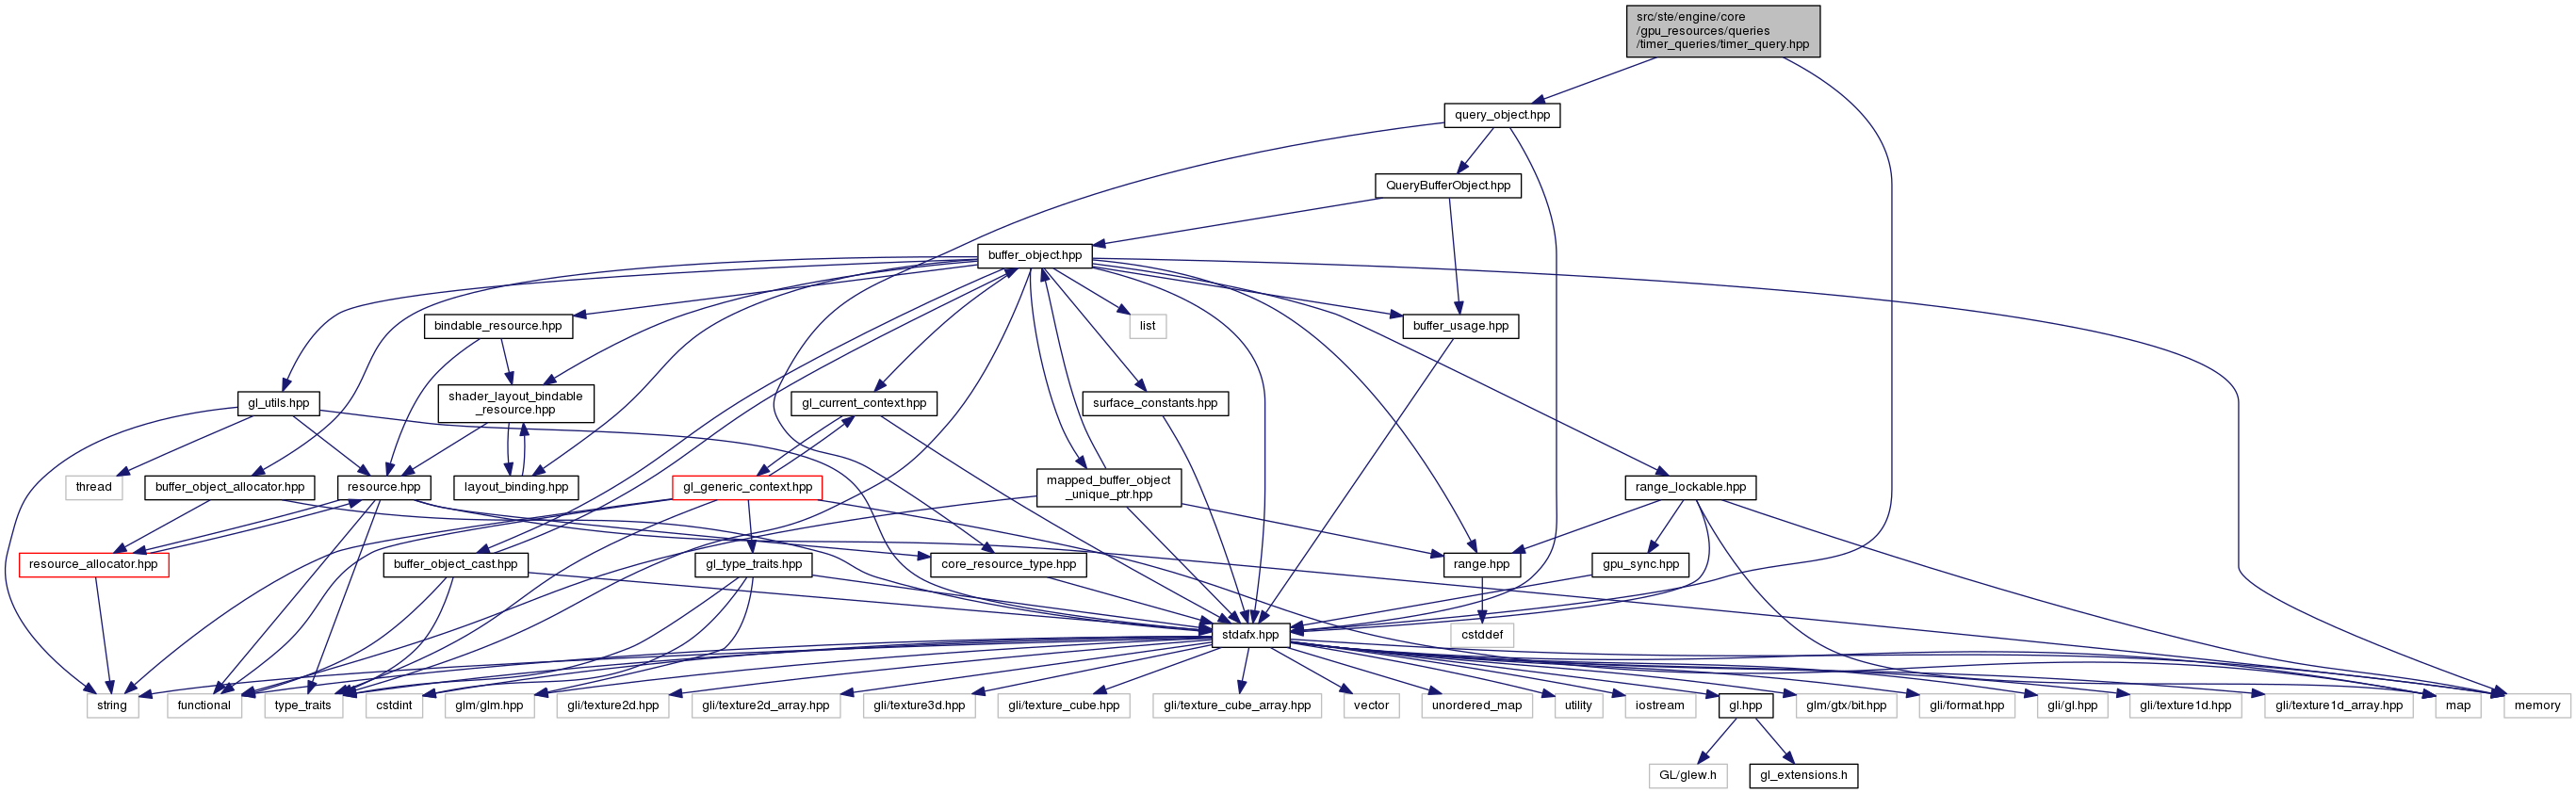 src/ste/engine/core
/gpu_resources/queries
/timer_queries/timer_query.hpp
query_object.hpp
QueryBufferObject.hpp
buffer_object.hpp
bindable_resource.hpp
list
buffer_usage.hpp
gl_utils.hpp
shader_layout_bindable
_resource.hpp
gl_current_context.hpp
surface_constants.hpp
thread
buffer_object_allocator.hpp
resource.hpp
layout_binding.hpp
gl_generic_context.hpp
mapped_buffer_object
_unique_ptr.hpp
range_lockable.hpp
resource_allocator.hpp
buffer_object_cast.hpp
gl_type_traits.hpp
core_resource_type.hpp
range.hpp
gpu_sync.hpp
stdafx.hpp
cstddef
string
functional
type_traits
cstdint
glm/glm.hpp
gli/texture2d.hpp
gli/texture2d_array.hpp
gli/texture3d.hpp
gli/texture_cube.hpp
gli/texture_cube_array.hpp
vector
unordered_map
utility
iostream
gl.hpp
glm/gtx/bit.hpp
gli/format.hpp
gli/gl.hpp
gli/texture1d.hpp
gli/texture1d_array.hpp
map
memory
GL/glew.h
gl_extensions.h